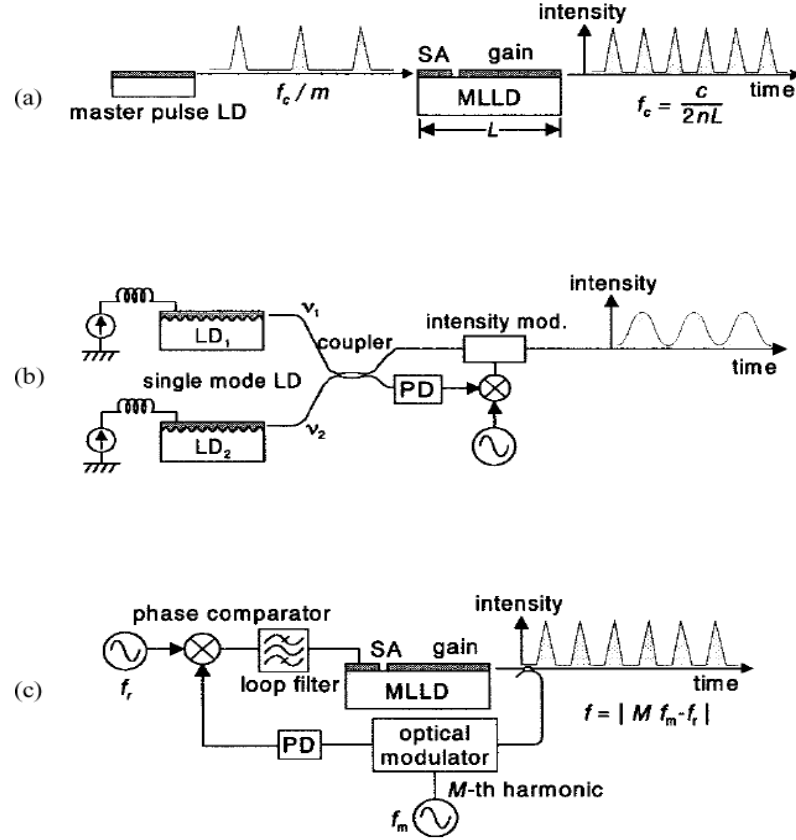 (a)
master pulse LD
f_c / m
SA gain
MLLD
L
intensity
time
f_c = c / 2nL
(b)
LD₁
ν₁
single mode LD
LD₂
ν₂
coupler
PD
intensity mod.
intensity
time
(c)
phase comparator
f_r
loop filter
SA gain
MLLD
PD
optical
modulator
M-th harmonic
f_m
intensity
time
f = | M f_m - f_r |